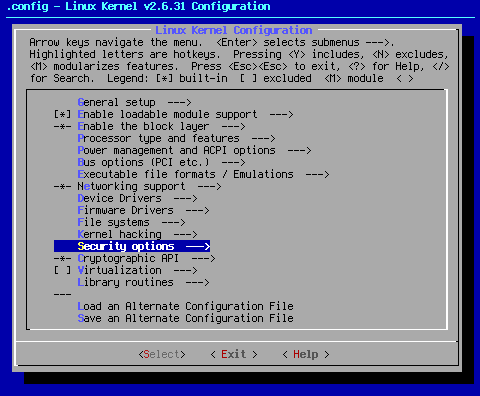 .config - Linux Kernel v2.6.31 Configuration
Linux Kernel Configuration
Arrow keys navigate the menu. <Enter> selects submenus --->.
Highlighted letters are hotkeys. Pressing <Y> includes, <N> excludes,
<M> modularizes features. Press <Esc><Esc> to exit, <?> for Help, </>
for Search. Legend: [*] built-in [ ] excluded <M> module < >
General setup --->
[*] Enable loadable module support --->
-*- Enable the block layer --->
Processor type and features --->
Power management and ACPI options --->
Bus options (PCI etc.) --->
Executable file formats / Emulations --->
-*- Networking support --->
Device Drivers --->
Firmware Drivers --->
File systems --->
Kernel hacking --->
Security options --->
-*- Cryptographic API --->
[ ] Virtualization --->
Library routines --->
---
Load an Alternate Configuration File
Save an Alternate Configuration File
<Select> < Exit > < Help >